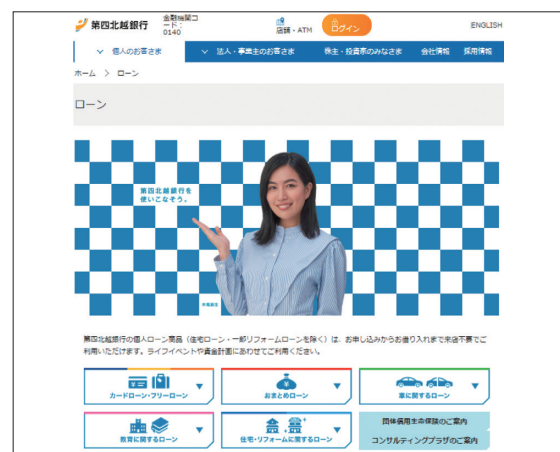 第四北越銀行
金融機関コード：0140
店舗・ATM
ログイン
ENGLISH
個人のお客さま
法人・事業主のお客さま
株主・投資家のみなさま
会社情報
採用情報
ホーム > ローン
ローン
第四北越銀行を
使いこなそう。
第四北越銀行の個人ローン商品（住宅ローン・一部リフォームローンを除く）は、お申し込みからお借り入れまで来店不要でご
利用いただけます。ライフイベントや資金計画にあわせてご利用ください。
カードローン・フリーローン
おまとめローン
車に関するローン
教育に関するローン
住宅・リフォームに関するローン
団体信用生命保険のご案内
コンサルティングプラザのご案内